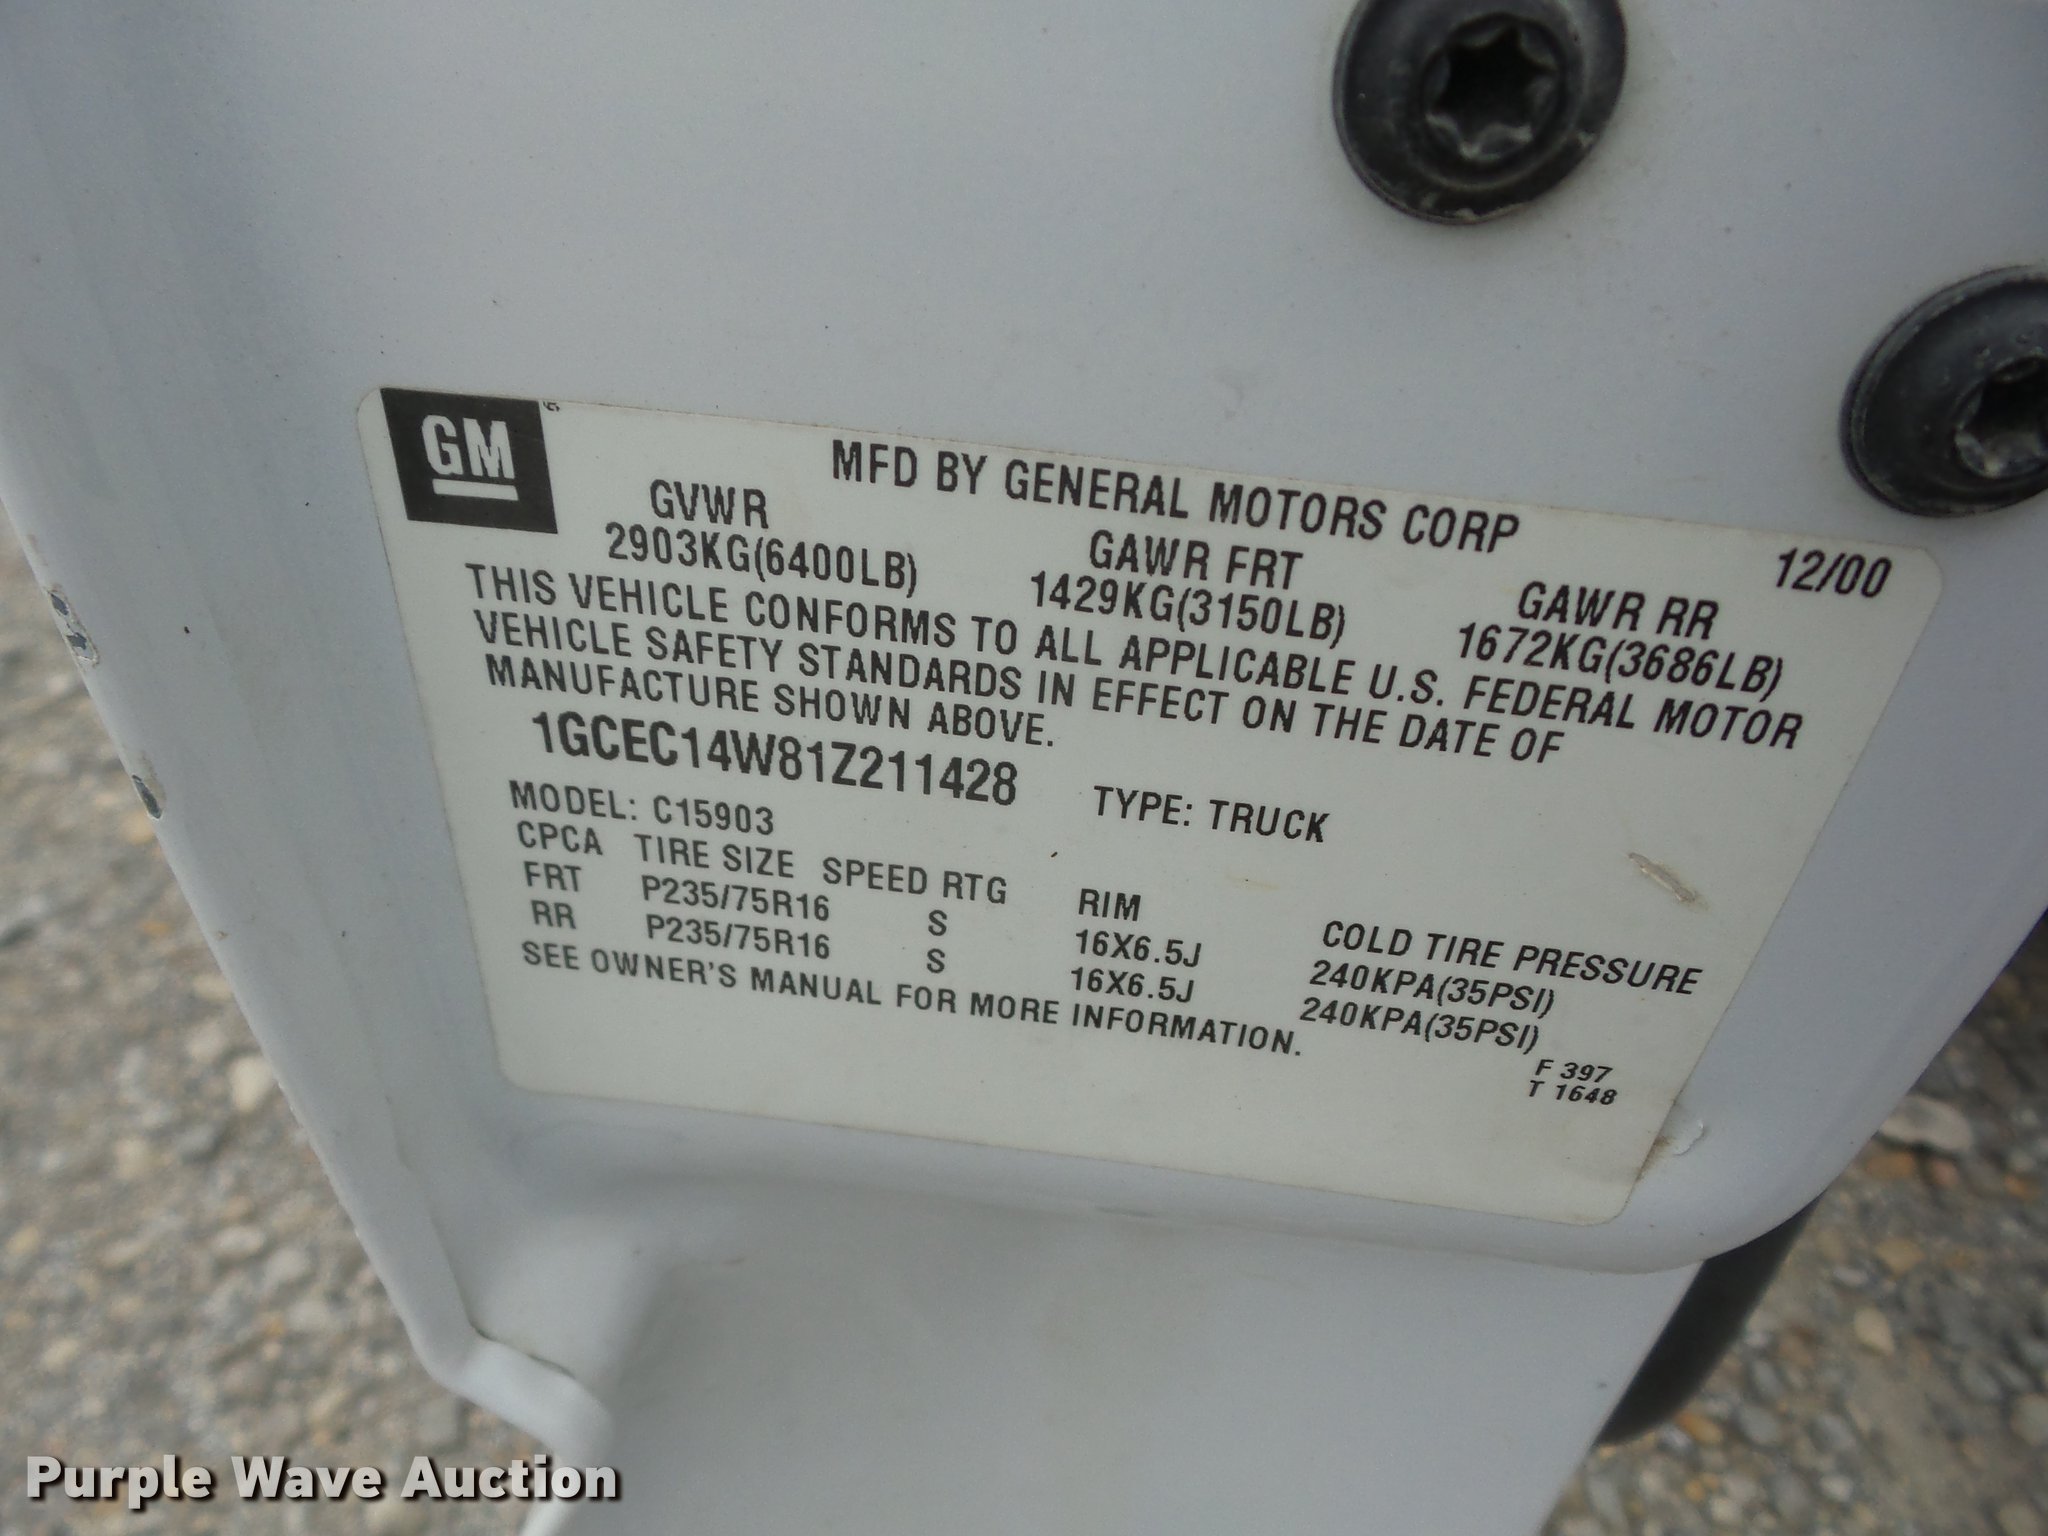 GM
MFD BY GENERAL MOTORS CORP
12/00
GVWR GAWR FRT GAWR RR
2903KG(6400LB) 1429KG(3150LB) 1672KG(3686LB)
THIS VEHICLE CONFORMS TO ALL APPLICABLE U.S. FEDERAL MOTOR
VEHICLE SAFETY STANDARDS IN EFFECT ON THE DATE OF
MANUFACTURE SHOWN ABOVE.
1GCEC14W81Z211428 TYPE: TRUCK
MODEL: C15903
CPCA TIRE SIZE SPEED RTG RIM COLD TIRE PRESSURE
FRT P235/75R16 S 16X6.5J 240KPA(35PSI)
RR P235/75R16 S 16X6.5J 240KPA(35PSI)
SEE OWNER'S MANUAL FOR MORE INFORMATION.
F 397
T 1648
Purple Wave Auction